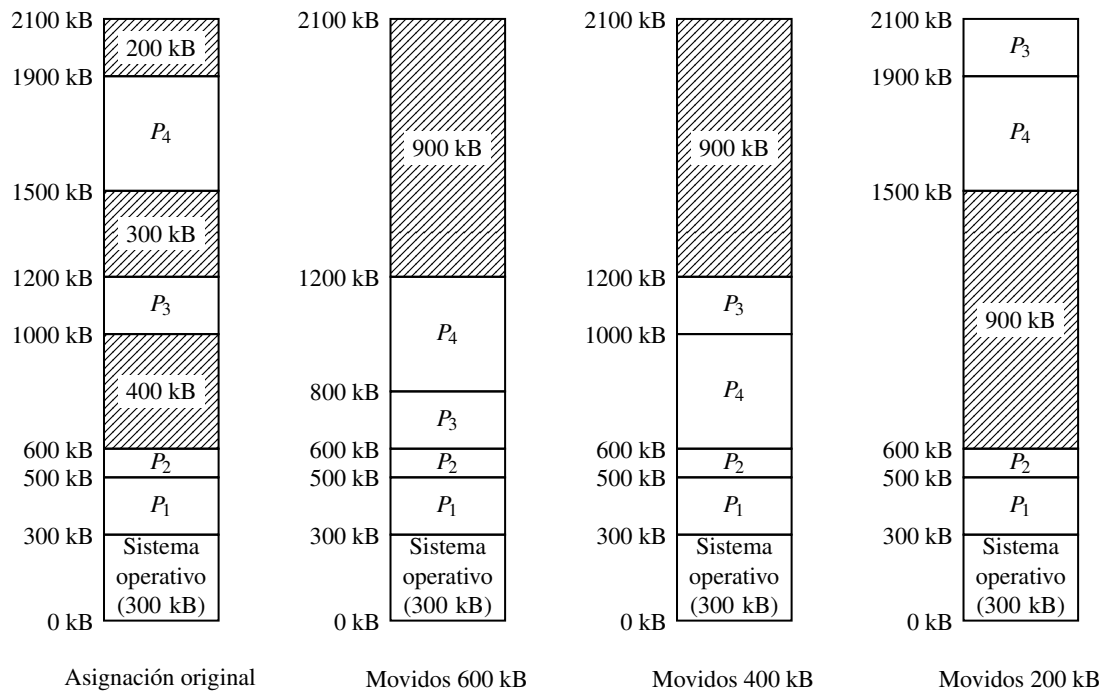 2100 kB
200 kB
1900 kB
P4
1500 kB
300 kB
1200 kB
P3
1000 kB
400 kB
600 kB
P2
500 kB
P1
300 kB
Sistema
operativo
(300 kB)
0 kB
Asignación original
2100 kB
900 kB
1200 kB
P4
800 kB
P3
600 kB
P2
500 kB
P1
300 kB
Sistema
operativo
(300 kB)
0 kB
Movidos 600 kB
2100 kB
900 kB
1200 kB
P3
1000 kB
P4
600 kB
P2
500 kB
P1
300 kB
Sistema
operativo
(300 kB)
0 kB
Movidos 400 kB
2100 kB
P3
1900 kB
P4
1500 kB
900 kB
600 kB
P2
500 kB
P1
300 kB
Sistema
operativo
(300 kB)
0 kB
Movidos 200 kB